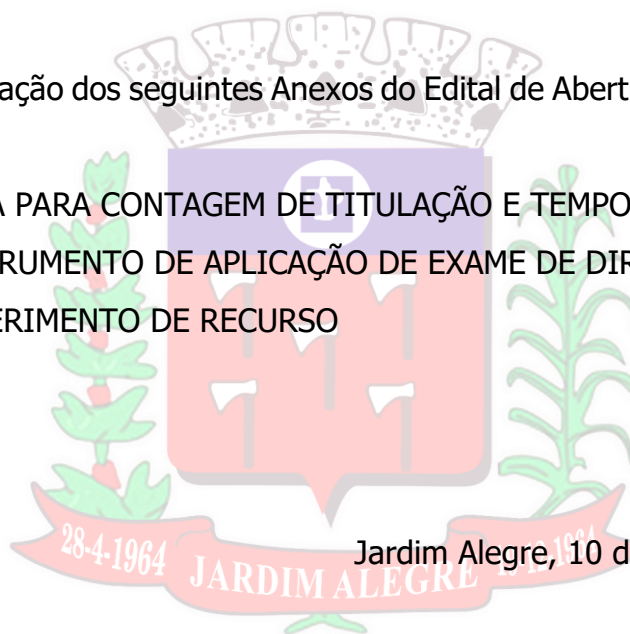 ação dos seguintes Anexos do Edital de Abert
A PARA CONTAGEM DE TITULAÇÃO E TEMPO
RUMENTO DE APLICAÇÃO DE EXAME DE DIR
ERIMENTO DE RECURSO
Jardim Alegre, 10 d
28-4-1964 JARDIM ALEGRE